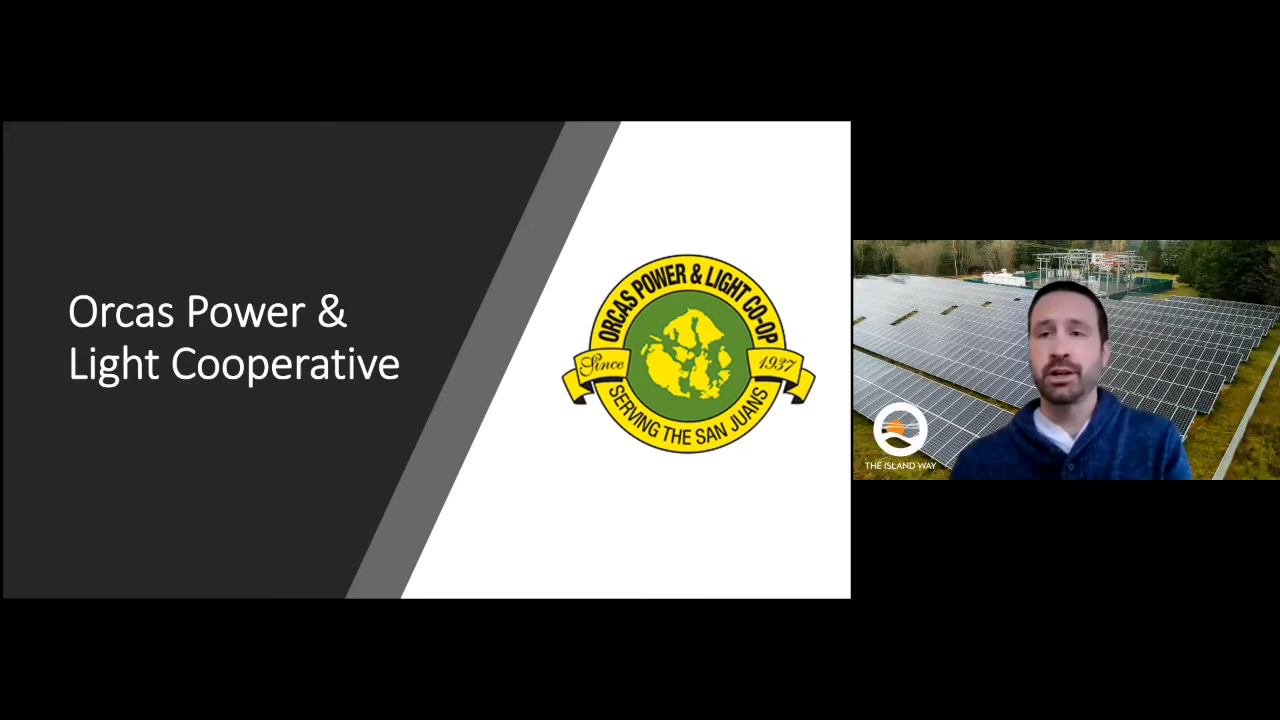 Orcas Power &
Light Cooperative
ORCAS POWER & LIGHT CO-OP
Since 1937
SERVING THE SAN JUANS
THE ISLAND WAY